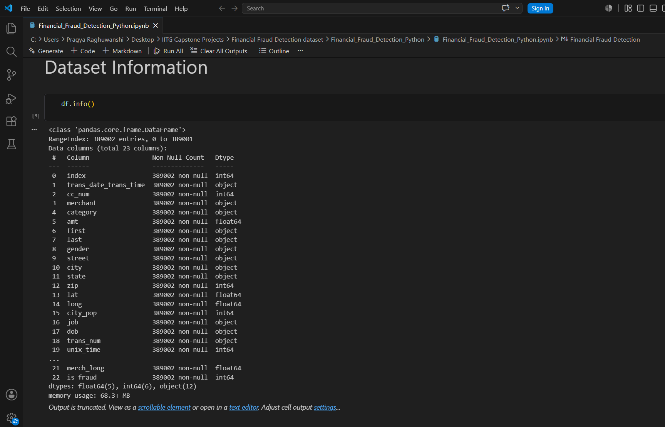 File Edit Selection View Go Run Terminal Help
Search
Sign in
Financial_Fraud_Detection_Python.ipynb
C: > Users > Pragya Raghuwanshi > Desktop > IITG Capstone Projects > Financial Fraud Detection dataset > Financial_Fraud_Detection_Python > Financial_Fraud_Detection_Python.ipynb > Financial Fraud Detection
Generate + Code + Markdown Run All Clear All Outputs Outline ...
Dataset Information
df.info()
<class 'pandas.core.frame.DataFrame'>
RangeIndex: 389002 entries, 0 to 389001
Data columns (total 23 columns):
# Column Non-Null Count Dtype
--- ------ -------------- -----
0 index 389002 non-null int64
1 trans_date_trans_time 389002 non-null object
2 cc_num 389002 non-null int64
3 merchant 389002 non-null object
4 category 389002 non-null object
5 amt 389002 non-null float64
6 first 389002 non-null object
7 last 389002 non-null object
8 gender 389002 non-null object
9 street 389002 non-null object
10 city 389002 non-null object
11 state 389002 non-null object
12 zip 389002 non-null int64
13 lat 389002 non-null float64
14 long 389002 non-null float64
15 city_pop 389002 non-null int64
16 job 389002 non-null object
17 dob 389002 non-null object
18 trans_num 389002 non-null object
19 unix_time 389002 non-null int64
...
21 merch_long 389002 non-null float64
22 is_fraud 389002 non-null int64
dtypes: float64(5), int64(6), object(12)
memory usage: 68.3+ MB
Output is truncated. View as a scrollable element or open in a text editor. Adjust cell output settings...